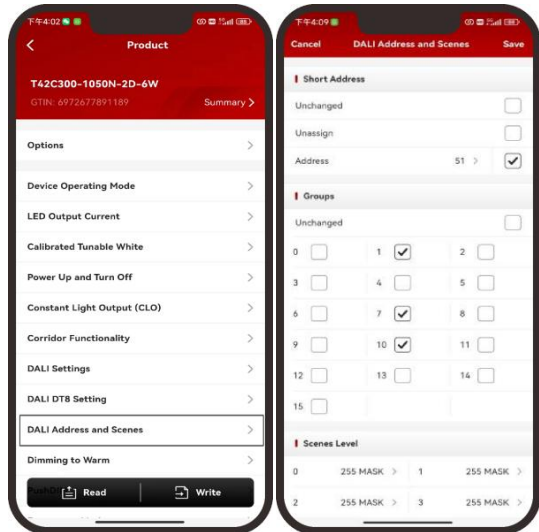 下午4:02
Product
T42C300-1050N-2D-6W
GTIN: 6972677891189 Summary
Options
Device Operating Mode
LED Output Current
Calibrated Tunable White
Power Up and Turn Off
Constant Light Output (CLO)
Corridor Functionality
DALI Settings
DALI DT8 Setting
DALI Address and Scenes
Dimming to Warm
Read Write
下午4:09
Cancel DALI Address and Scenes Save
Short Address
Unchanged
Unassign
Address 51
Groups
Unchanged
0 1 2
3 4 5
6 7 8
9 10 11
12 13 14
15
Scenes Level
0 255 MASK 1 255 MASK
2 255 MASK 3 255 MASK